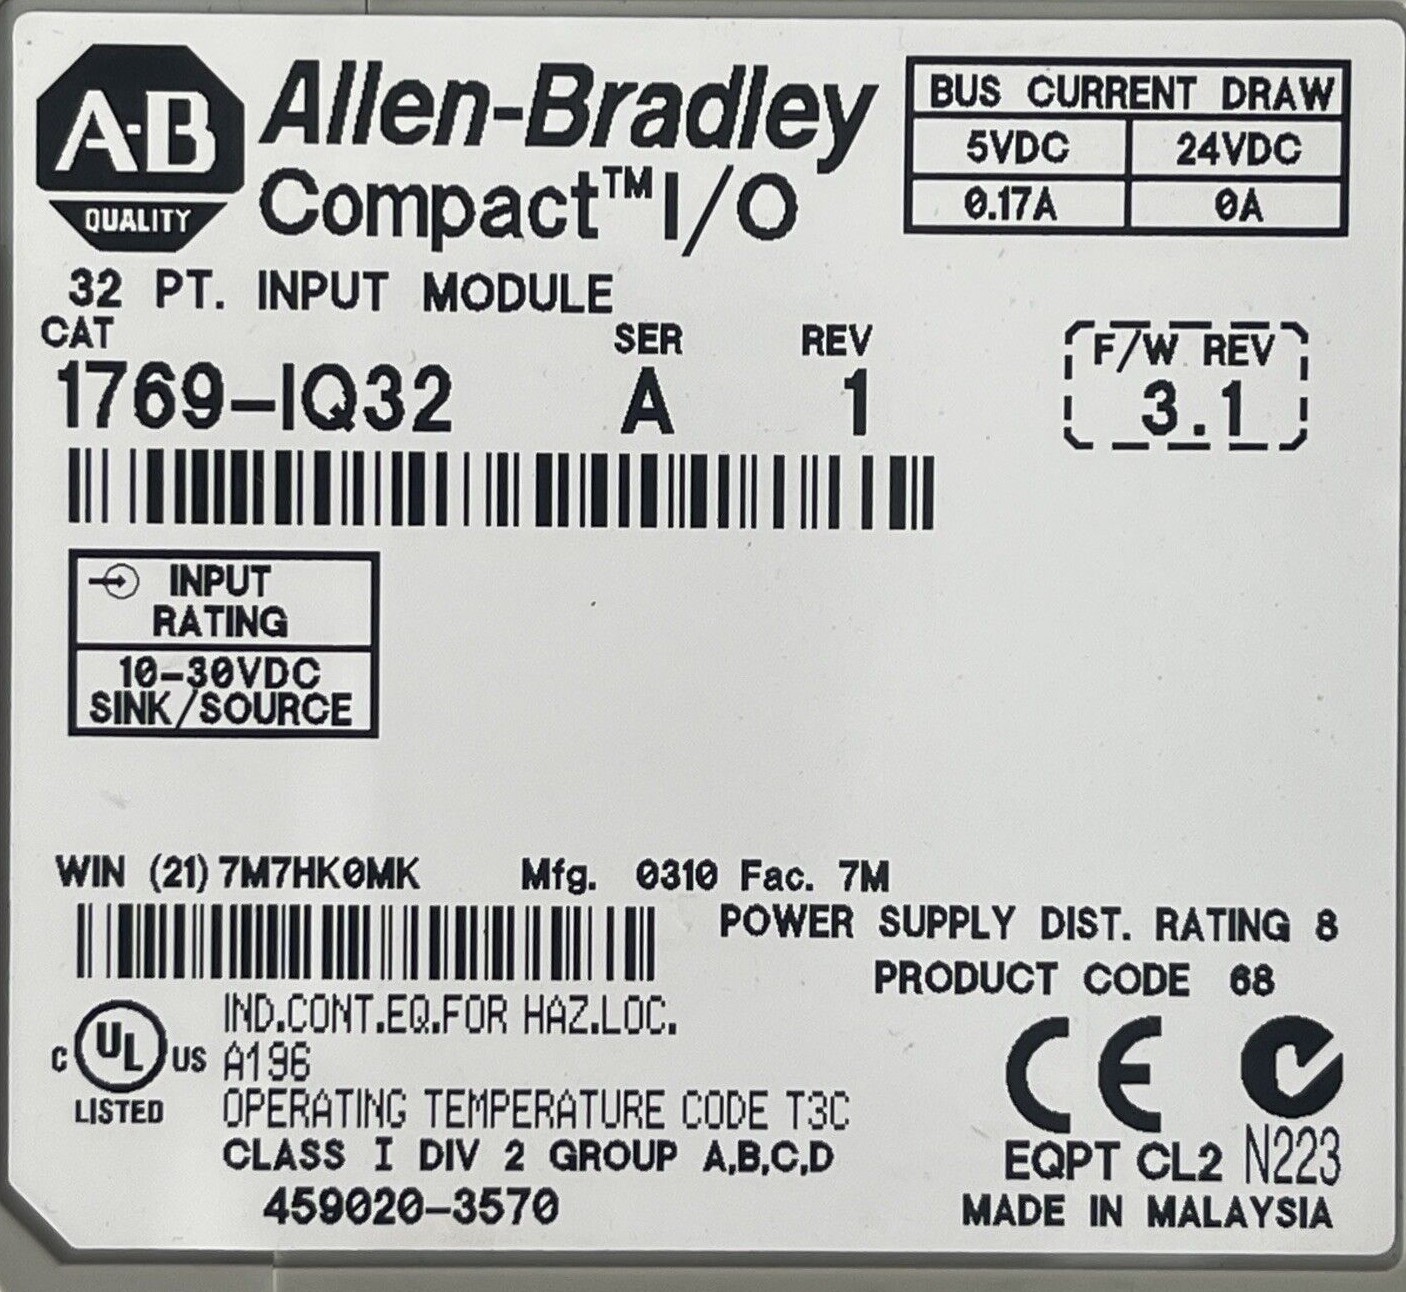 A-B
QUALITY
Allen-Bradley
Compact™ I/O
BUS CURRENT DRAW
5VDC 24VDC
0.17A 0A
32 PT. INPUT MODULE
CAT SER REV
1769-IQ32 A 1
F/W REV
3.1
INPUT
RATING
10-30VDC
SINK/SOURCE
WIN (21) 7M7HK0MK Mfg. 0310 Fac. 7M
POWER SUPPLY DIST. RATING 8
PRODUCT CODE 68
C UL US
LISTED
IND.CONT.EQ.FOR HAZ.LOC.
A196
OPERATING TEMPERATURE CODE T3C
CLASS I DIV 2 GROUP A,B,C,D
459020-3570
CE
EQPT CL2 N223
MADE IN MALAYSIA